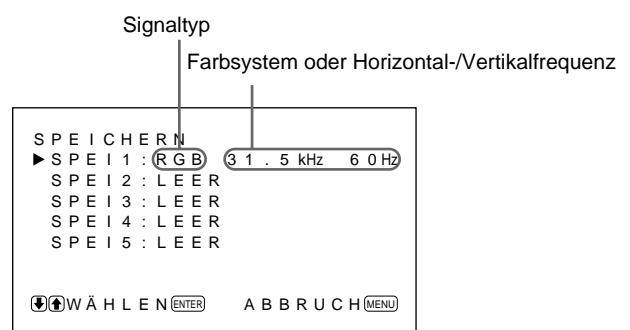 Signaltyp
Farbsystem oder Horizontal-/Vertikalfrequenz
SPEICHERN
▶SPEI1:RGB 31.5kHz 60Hz
SPEI2:LEER
SPEI3:LEER
SPEI4:LEER
SPEI5:LEER
WÄHLEN ENTER ABBRUCH MENU